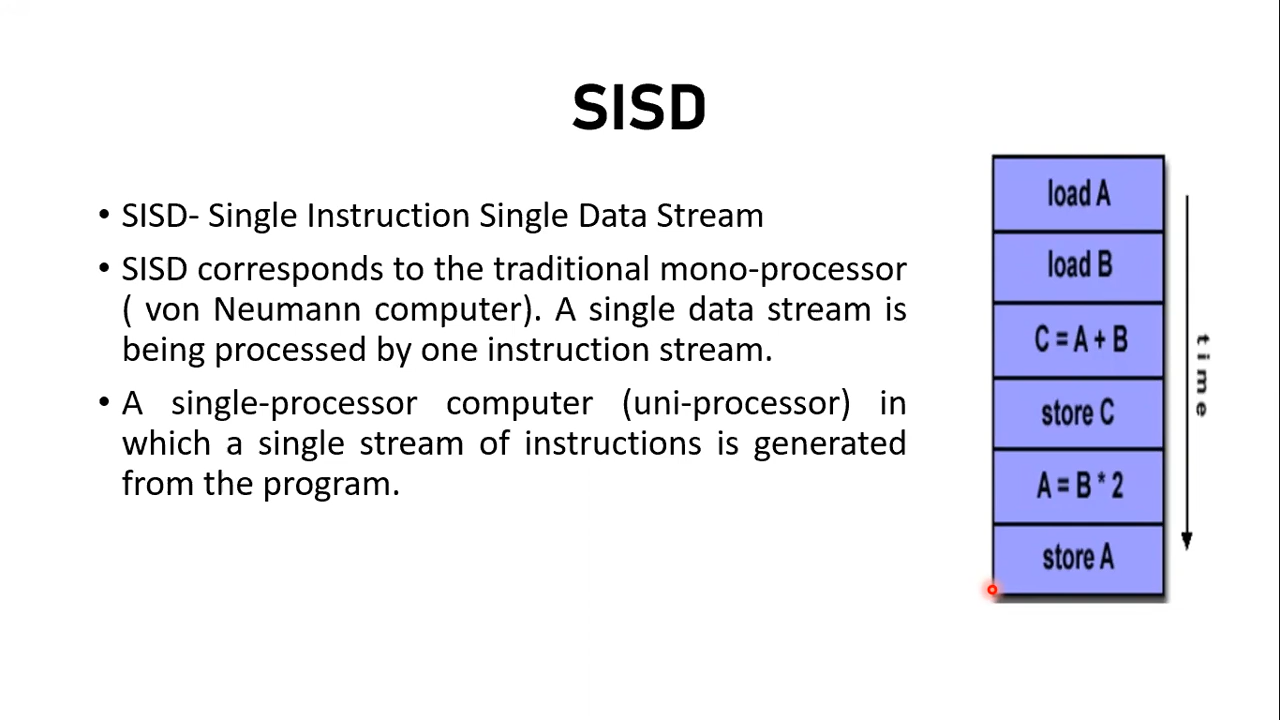 SISD
• SISD- Single Instruction Single Data Stream
• SISD corresponds to the traditional mono-processor
( von Neumann computer). A single data stream is
being processed by one instruction stream.
• A single-processor computer (uni-processor) in
which a single stream of instructions is generated
from the program.
load A
load B
C = A + B
store C
A = B * 2
store A
time